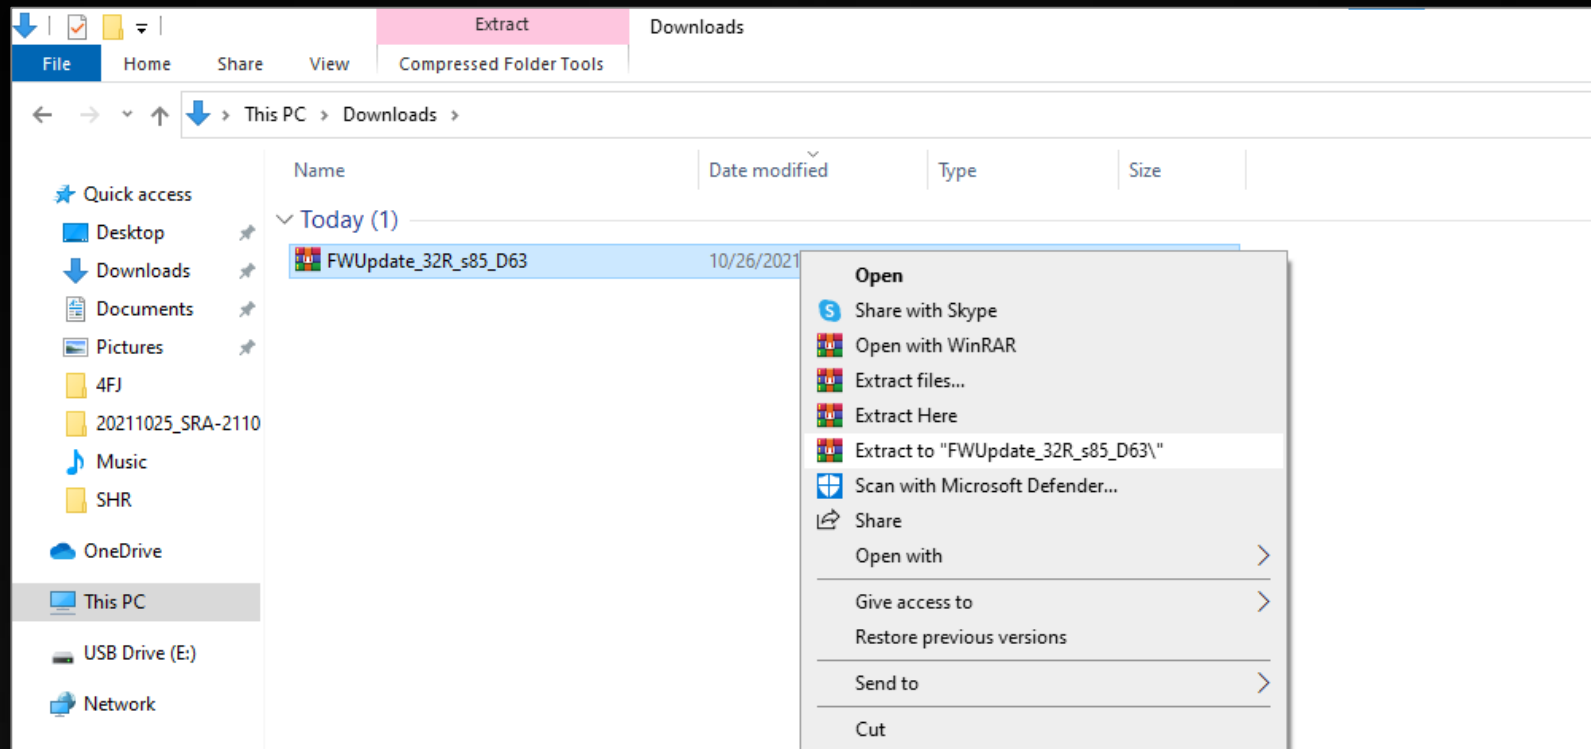 Extract
Downloads
File Home Share View Compressed Folder Tools
This PC Downloads
Name Date modified Type Size
Quick access
Desktop
Downloads
Documents
Pictures
4FJ
20211025_SRA-2110
Music
SHR
OneDrive
This PC
USB Drive (E:)
Network
Today (1)
FWUpdate_32R_s85_D63 10/26/2021
Open
Share with Skype
Open with WinRAR
Extract files...
Extract Here
Extract to "FWUpdate_32R_s85_D63\"
Scan with Microsoft Defender...
Share
Open with
Give access to
Restore previous versions
Send to
Cut